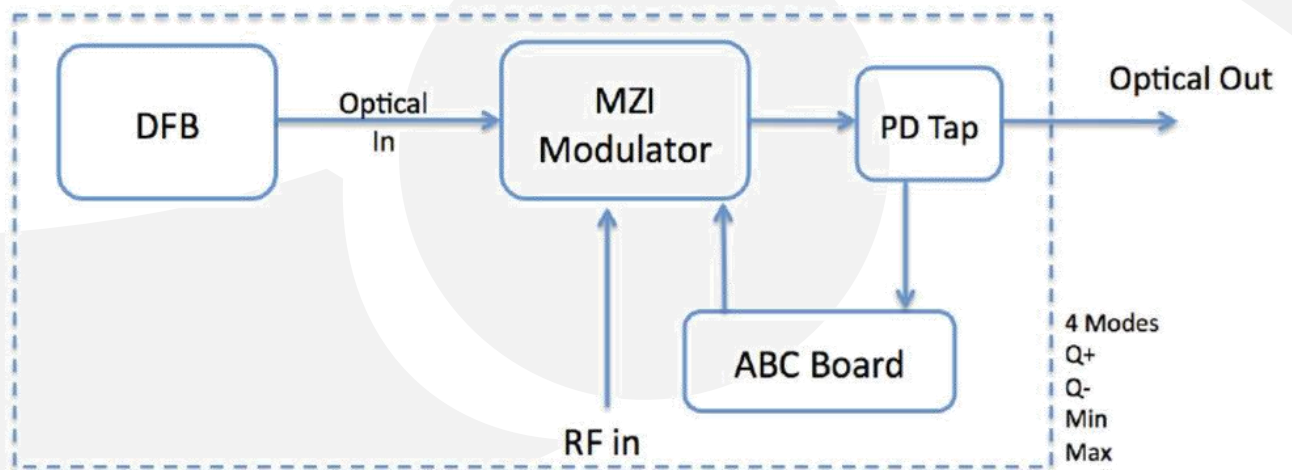 DFB
Optical
In
MZI
Modulator
PD Tap
Optical Out
ABC Board
RF in
4 Modes
Q+
Q-
Min
Max